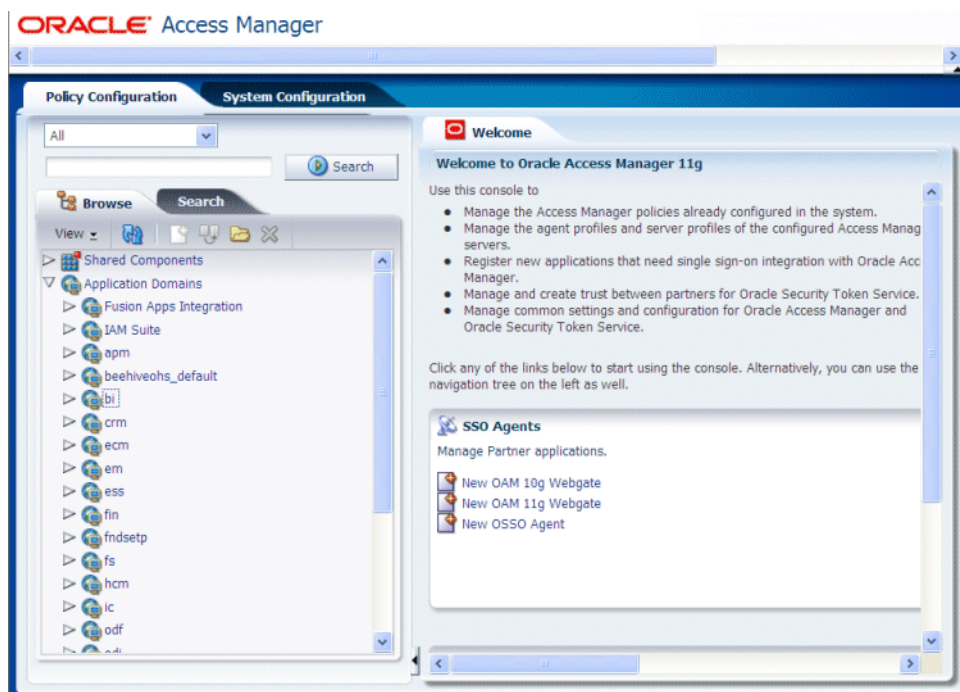 ORACLE Access Manager
Policy Configuration
System Configuration
All
Search
Browse
Search
View
Shared Components
Application Domains
Fusion Apps Integration
IAM Suite
apm
beehiveohs_default
bi
crm
ecm
em
ess
fin
fndsetp
fs
hcm
ic
odf
Welcome
Welcome to Oracle Access Manager 11g
Use this console to
Manage the Access Manager policies already configured in the system.
Manage the agent profiles and server profiles of the configured Access Manag
servers.
Register new applications that need single sign-on integration with Oracle Acc
Manager.
Manage and create trust between partners for Oracle Security Token Service.
Manage common settings and configuration for Oracle Access Manager and
Oracle Security Token Service.
Click any of the links below to start using the console. Alternatively, you can use the
navigation tree on the left as well.
SSO Agents
Manage Partner applications.
New OAM 10g Webgate
New OAM 11g Webgate
New OSSO Agent